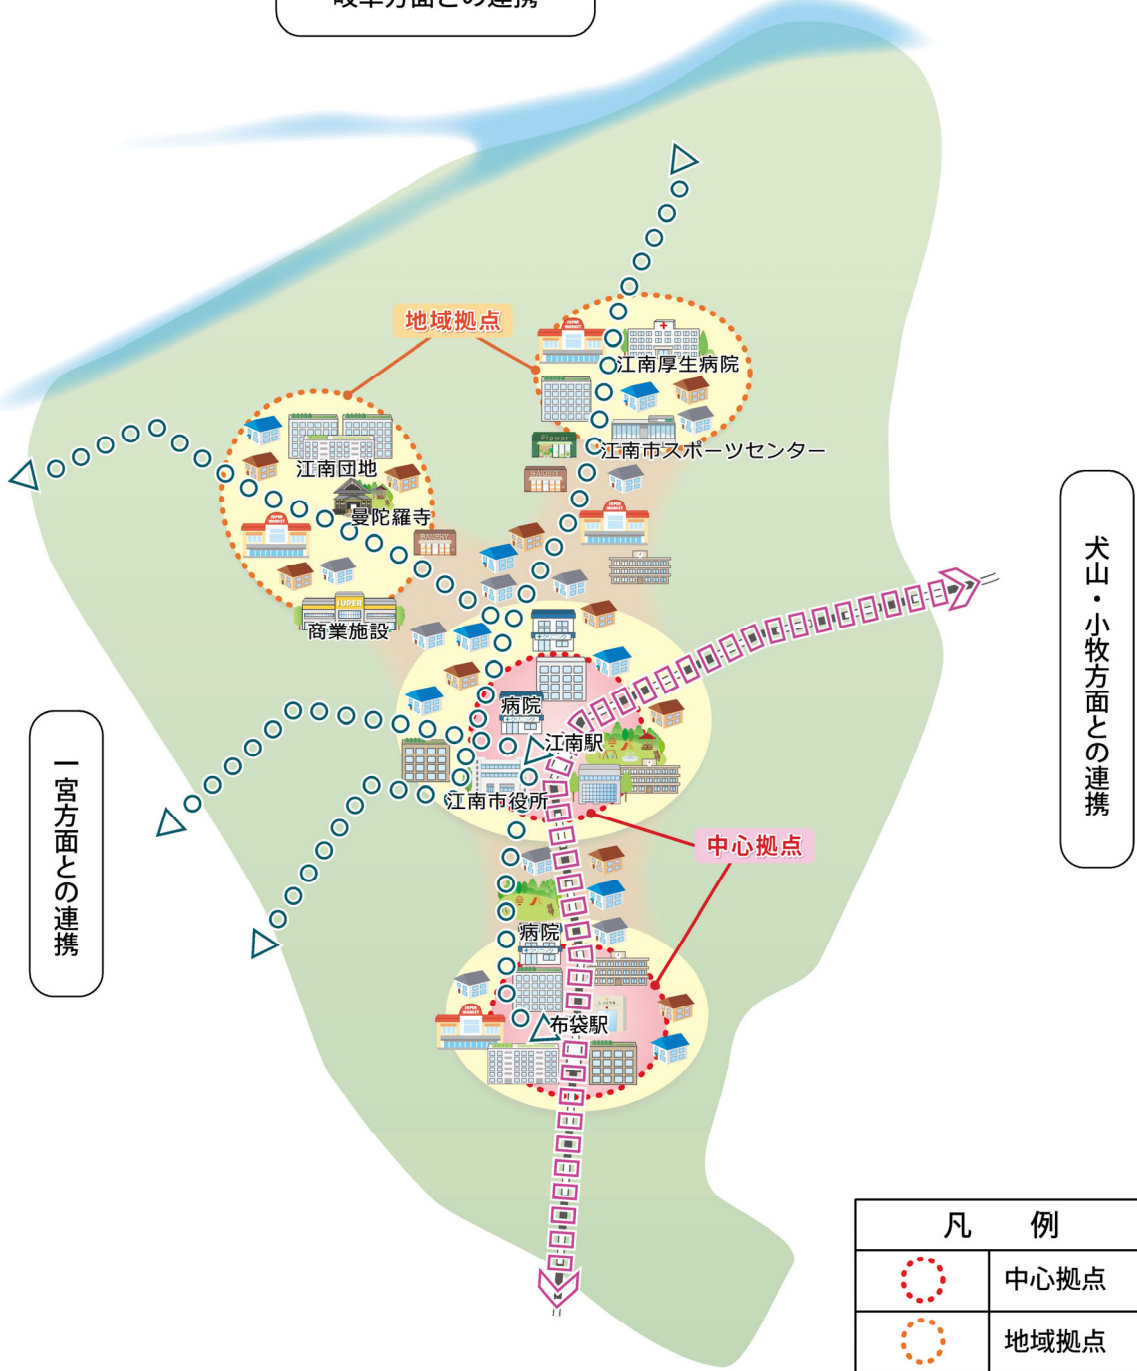 岐阜方面との連携
地域拠点
江南厚生病院
Flower
江南市スポーツセンター
BAKERY
江南団地
曼陀羅寺
BAKERY
SUPER
商業施設
犬山・小牧方面との連携
病院
江南駅
江南市役所
一宮方面との連携
中心拠点
病院
布袋駅
凡 例
中心拠点
地域拠点